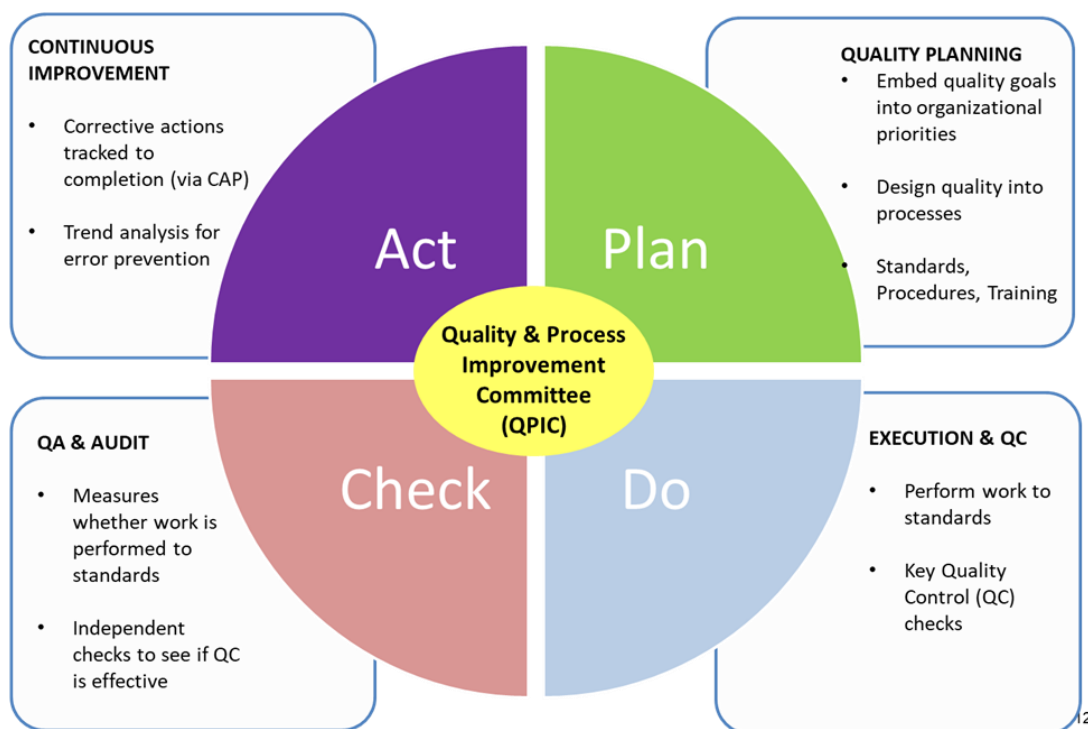 CONTINUOUS
IMPROVEMENT
• Corrective actions
tracked to
completion (via CAP)
• Trend analysis for
error prevention
Act
Plan
QUALITY PLANNING
• Embed quality goals
into organizational
priorities
• Design quality into
processes
• Standards,
Procedures, Training
Quality & Process
Improvement
Committee
(QPIC)
QA & AUDIT
• Measures
whether work is
performed to
standards
• Independent
checks to see if QC
is effective
Check
Do
EXECUTION & QC
• Perform work to
standards
• Key Quality
Control (QC)
checks
12